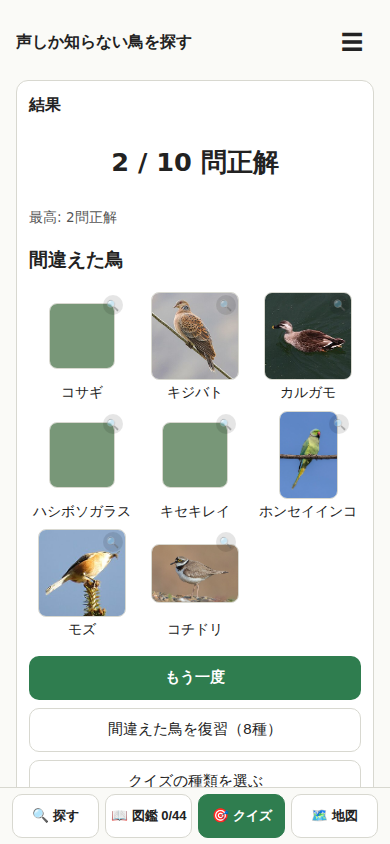 声しか知らない鳥を探す
結果
2 / 10 問正解
最高: 2問正解
間違えた鳥
コサギ
キジバト
カルガモ
ハシボソガラス
キセキレイ
ホンセイインコ
モズ
コチドリ
もう一度
間違えた鳥を復習（8種）
クイズの種類を選ぶ
探す
図鑑 0/44
クイズ
地図